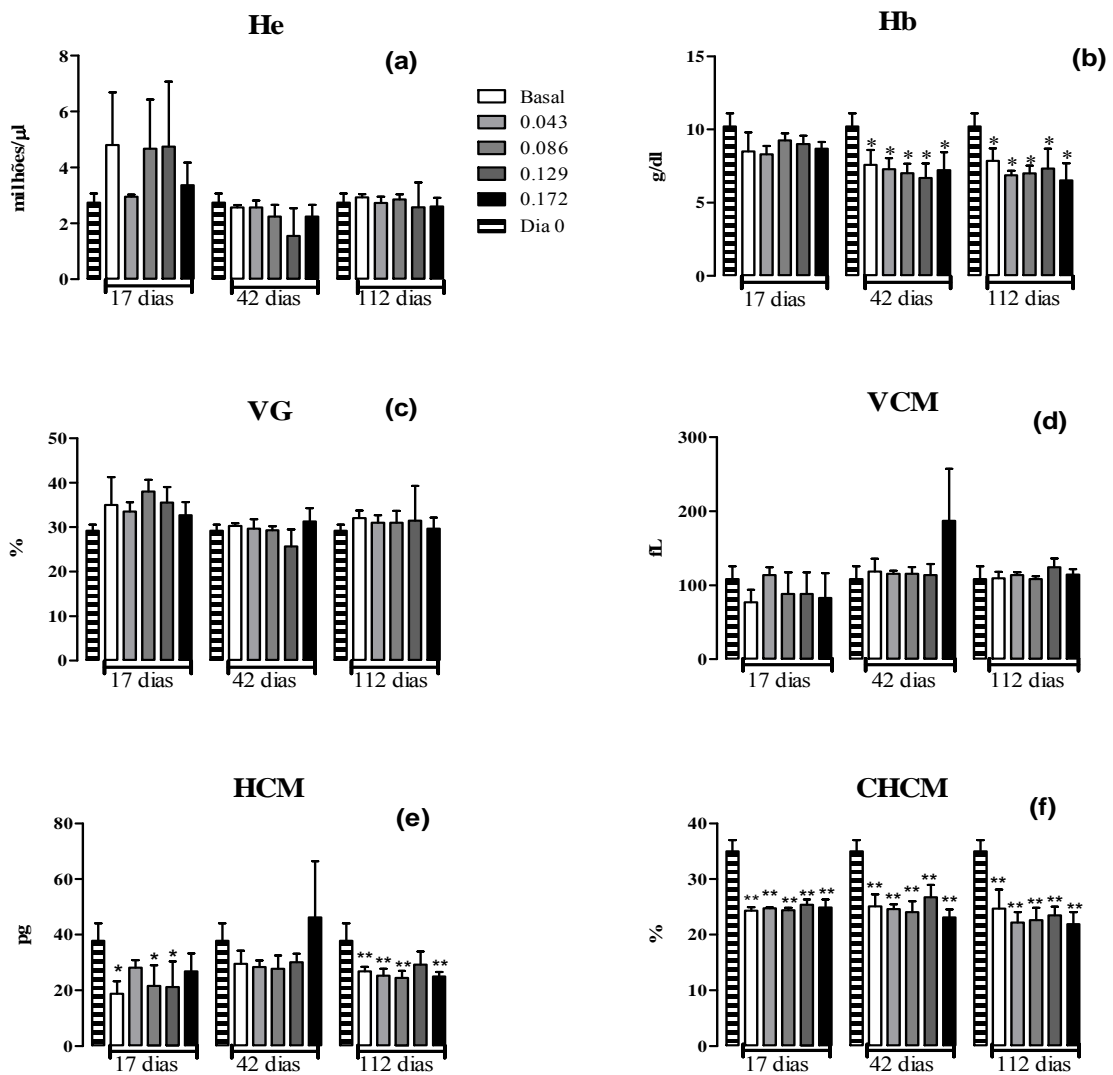 He
(a)
8
6
4
2
0
milhões/µl
17 dias
42 dias
112 dias
Basal
0.043
0.086
0.129
0.172
Dia 0
Hb
(b)
15
10
5
0
g/dl
* * * * *
* * * * *
17 dias
42 dias
112 dias
VG
(c)
50
40
30
20
10
0
%
17 dias
42 dias
112 dias
VCM
(d)
300
200
100
0
fL
17 dias
42 dias
112 dias
HCM
(e)
80
60
40
20
0
pg
* * *
** ** ** **
17 dias
42 dias
112 dias
CHCM
(f)
40
30
20
10
0
%
** ** ** ** **
** ** ** ** **
** ** ** ** **
17 dias
42 dias
112 dias